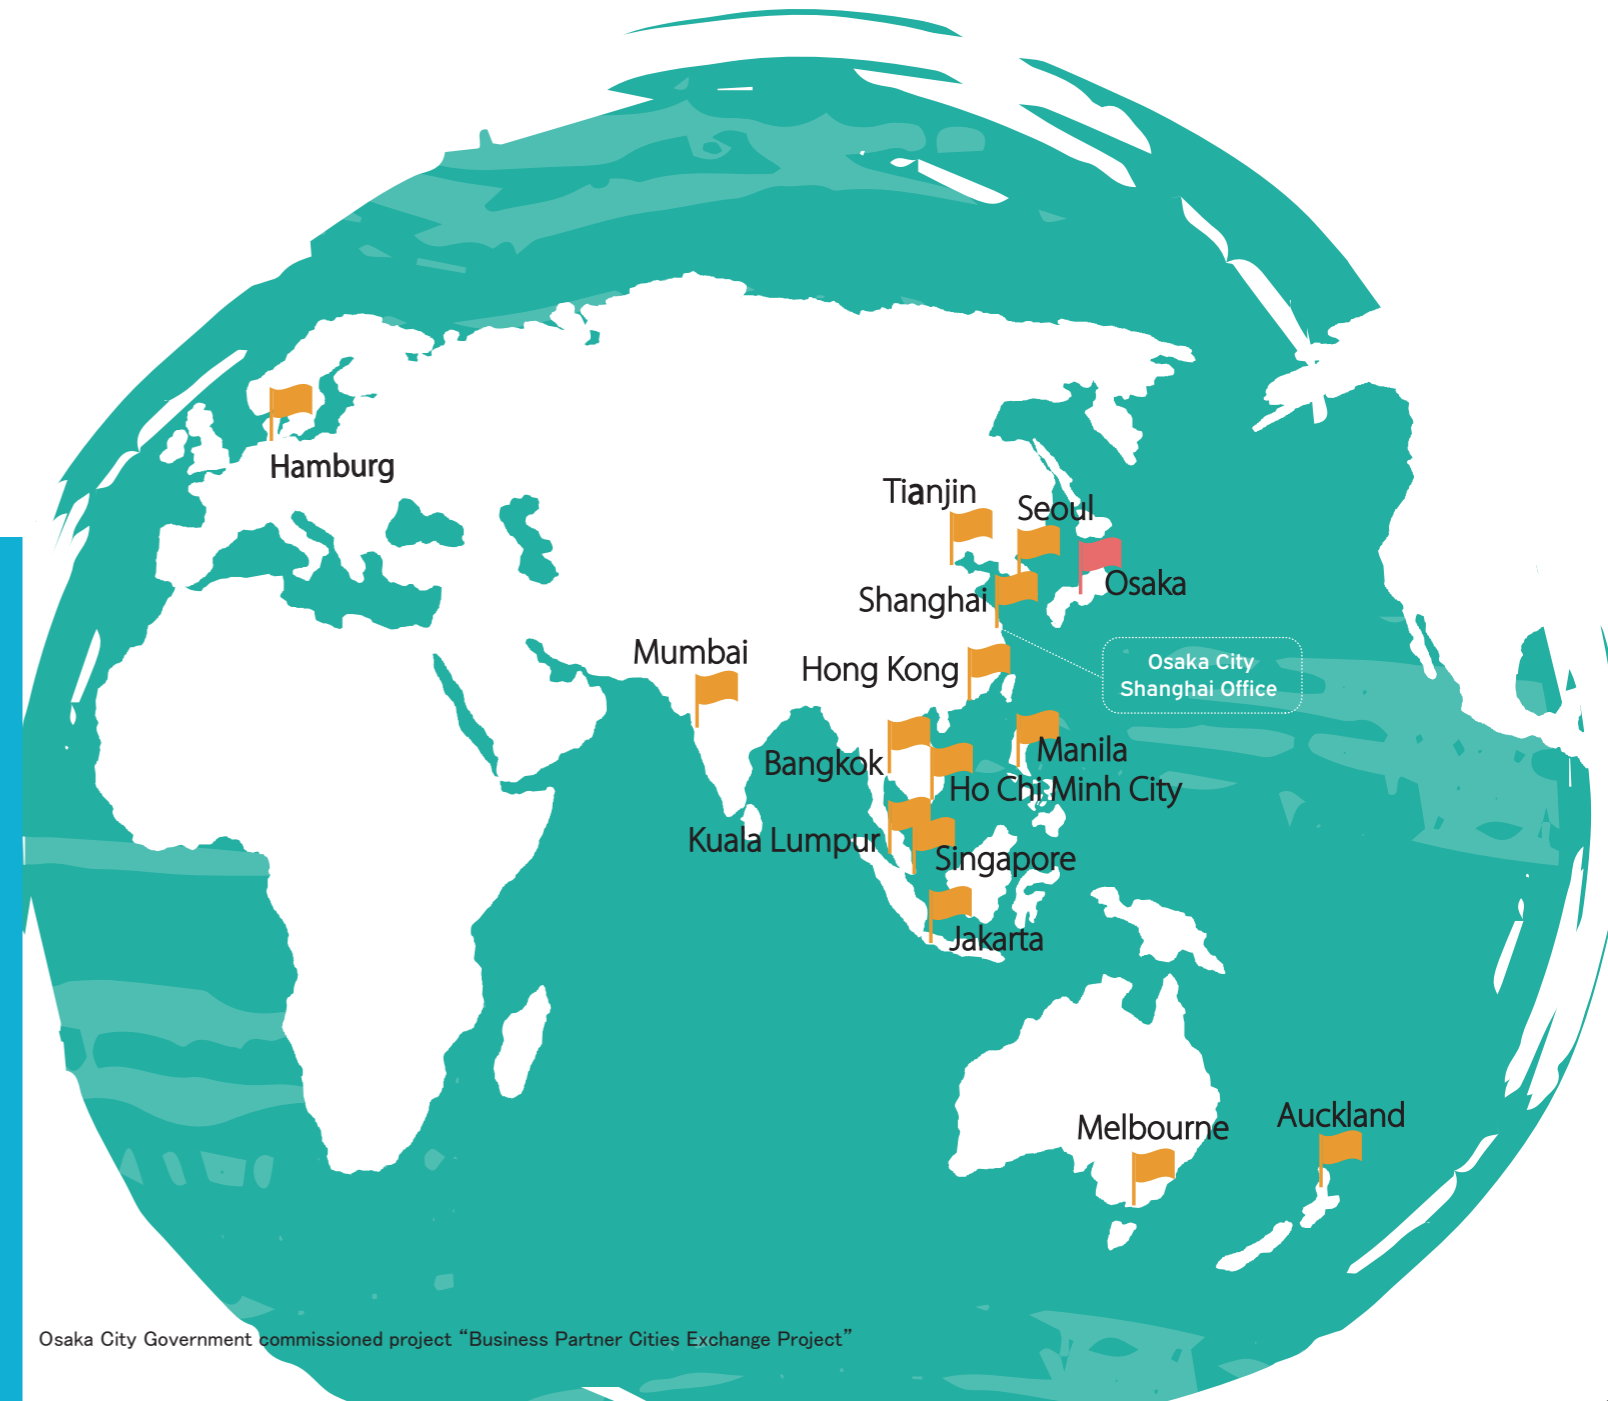 Hamburg
Tianjin
Seoul
Osaka
Shanghai
Mumbai
Hong Kong
Osaka City
Shanghai Office
Manila
Bangkok
Ho Chi Minh City
Kuala Lumpur
Singapore
Jakarta
Auckland
Melbourne
Osaka City Government commissioned project “Business Partner Cities Exchange Project”